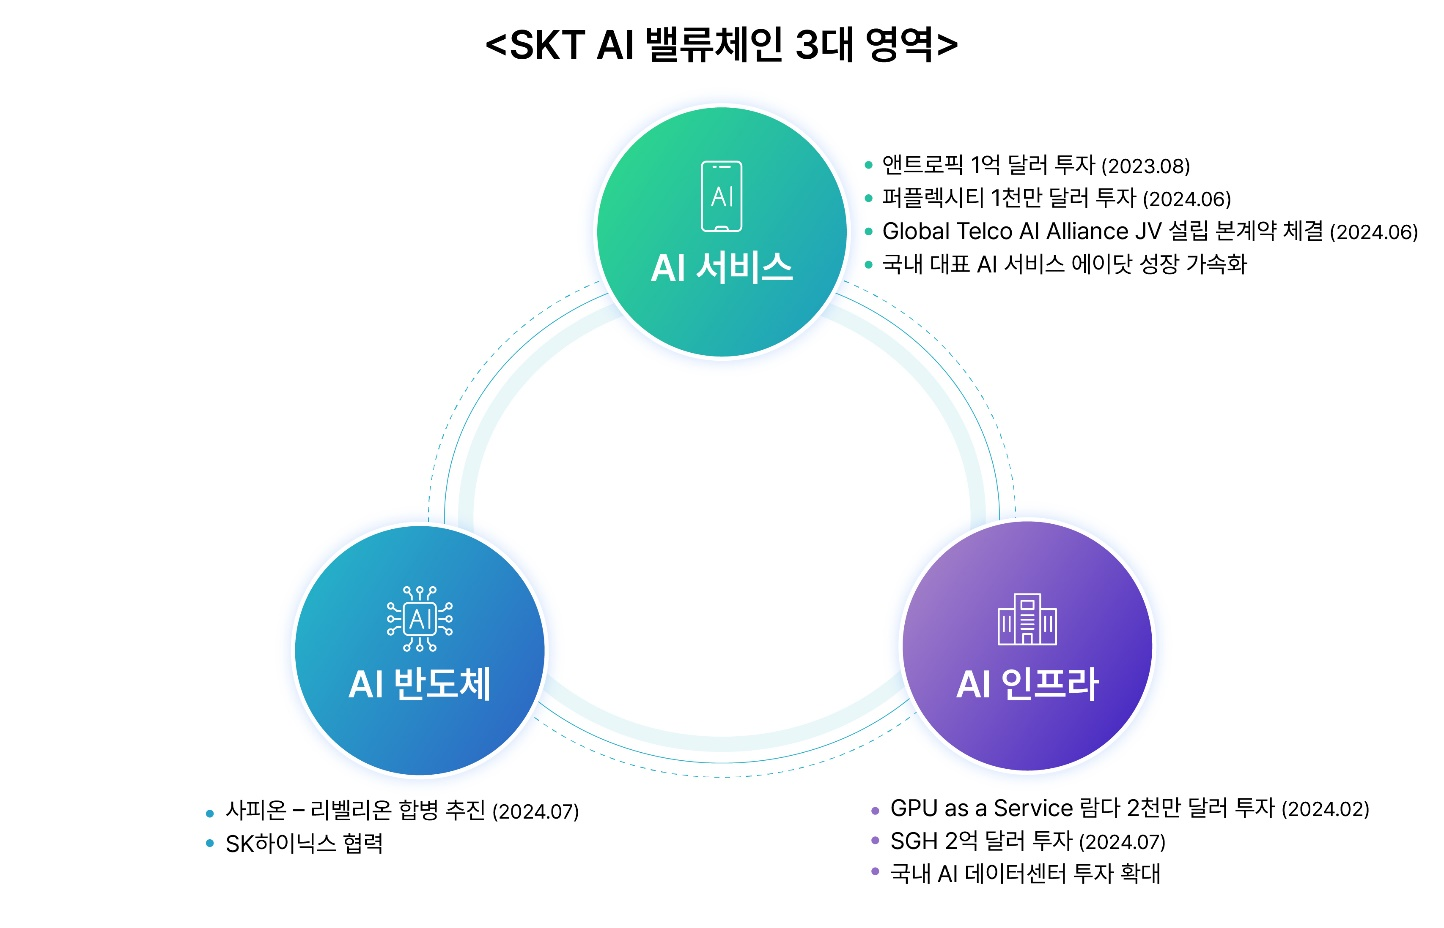 <SKT AI 밸류체인 3대 영역>
AI
AI 서비스
• 앤트로픽 1억 달러 투자 (2023.08)
• 퍼플렉시티 1천만 달러 투자 (2024.06)
• Global Telco AI Alliance JV 설립 본계약 체결 (2024.06)
• 국내 대표 AI 서비스 에이닷 성장 가속화
AI
AI 반도체
• 사피온 – 리벨리온 합병 추진 (2024.07)
• SK하이닉스 협력
AI 인프라
• GPU as a Service 람다 2천만 달러 투자 (2024.02)
• SGH 2억 달러 투자 (2024.07)
• 국내 AI 데이터센터 투자 확대